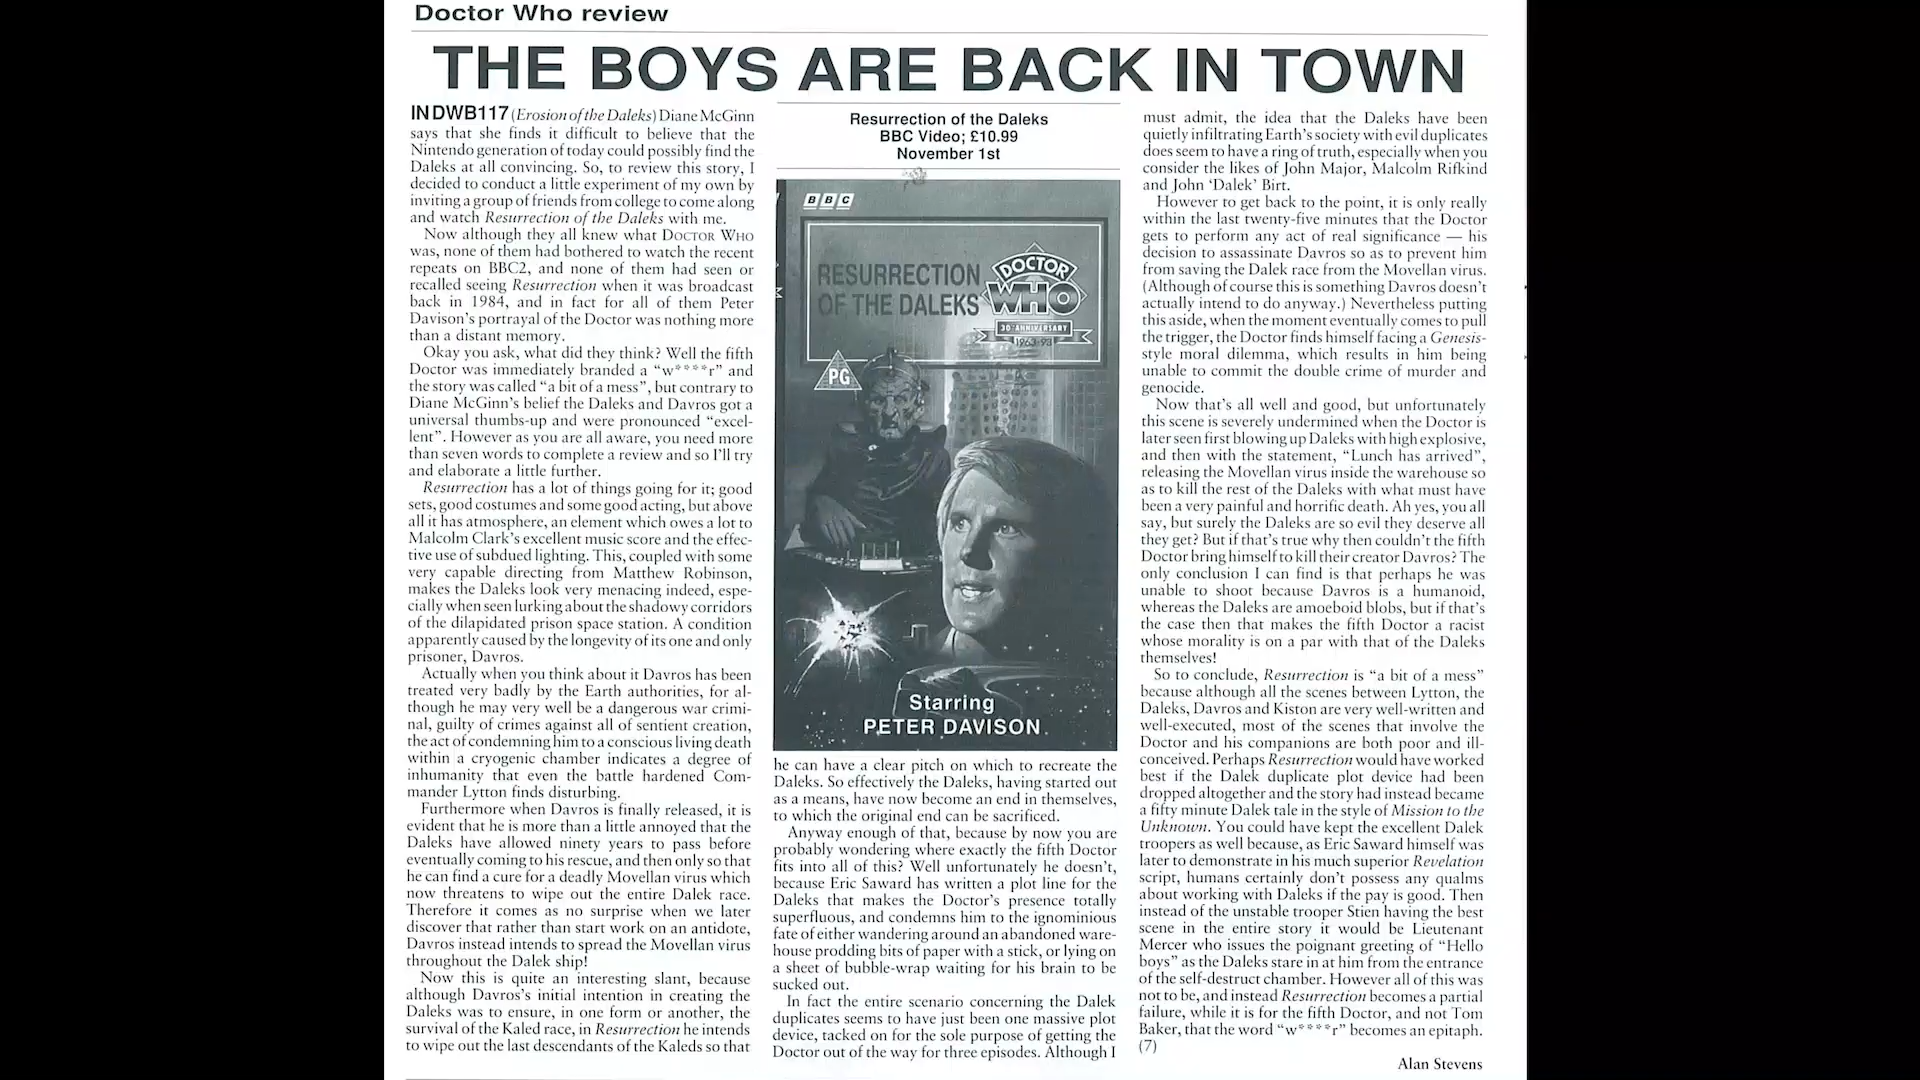 Doctor Who review
THE BOYS ARE BACK IN TOWN
IN DWB117 (Erosion of the Daleks) Diane McGinn
says that she finds it difficult to believe that the
Nintendo generation of today could possibly find the
Daleks at all convincing. So, to review this story, I
decided to conduct a little experiment of my own by
inviting a group of friends from college to come along
and watch Resurrection of the Daleks with me.
Now although they all knew what DOCTOR WHO
was, none of them had bothered to watch the recent
repeats on BBC2, and none of them had seen or
recalled seeing Resurrection when it was broadcast
back in 1984, and in fact for all of them Peter
Davison's portrayal of the Doctor was nothing more
than a distant memory.
Okay you ask, what did they think? Well the fifth
Doctor was immediately branded a "w****r" and
the story was called "a bit of a mess", but contrary to
Diane McGinn's belief the Daleks and Davros got a
universal thumbs-up and were pronounced "excel-
lent". However as you are all aware, you need more
than seven words to complete a review and so I'll try
and elaborate a little further.
Resurrection has a lot of things going for it; good
sets, good costumes and some good acting, but above
all it has atmosphere, an element which owes a lot to
Malcolm Clark's excellent music score and the effec-
tive use of subdued lighting. This, coupled with some
very capable directing from Matthew Robinson,
makes the Daleks look very menacing indeed, espe-
cially when seen lurking about the shadowy corridors
of the dilapidated prison space station. A condition
apparently caused by the longevity of its one and only
prisoner, Davros.
Actually when you think about it Davros has been
treated very badly by the Earth authorities, for al-
though he may very well be a dangerous war crimi-
nal, guilty of crimes against all of sentient creation,
the act of condemning him to a conscious living death
within a cryogenic chamber indicates a degree of
inhumanity that even the battle hardened Com-
mander Lytton finds disturbing.
Furthermore when Davros is finally released, it is
evident that he is more than a little annoyed that the
Daleks have allowed ninety years to pass before
eventually coming to his rescue, and then only so that
he can find a cure for a deadly Movellan virus which
now threatens to wipe out the entire Dalek race.
Therefore it comes as no surprise when we later
discover that rather than start work on an antidote,
Davros instead intends to spread the Movellan virus
throughout the Dalek ship!
Now this is quite an interesting slant, because
although Davros's initial intention in creating the
Daleks was to ensure, in one form or another, the
survival of the Kaled race, in Resurrection he intends
to wipe out the last descendants of the Kaleds so that
Resurrection of the Daleks
BBC Video; £10.99
November 1st
BBC
RESURRECTION
OF THE DALEKS
DOCTOR
WHO
30th ANNIVERSARY
1963-93
PG
Starring
PETER DAVISON
he can have a clear pitch on which to recreate the
Daleks. So effectively the Daleks, having started out
as a means, have now become an end in themselves,
to which the original end can be sacrificed.
Anyway enough of that, because by now you are
probably wondering where exactly the fifth Doctor
fits into all of this? Well unfortunately he doesn't,
because Eric Saward has written a plot line for the
Daleks that makes the Doctor's presence totally
superfluous, and condemns him to the ignominious
fate of either wandering around an abandoned ware-
house prodding bits of paper with a stick, or lying on
a sheet of bubble-wrap waiting for his brain to be
sucked out.
In fact the entire scenario concerning the Dalek
duplicates seems to have just been one massive plot
device, tacked on for the sole purpose of getting the
Doctor out of the way for three episodes. Although I
must admit, the idea that the Daleks have been
quietly infiltrating Earth's society with evil duplicates
does seem to have a ring of truth, especially when you
consider the likes of John Major, Malcolm Rifkind
and John 'Dalek' Birt.
However to get back to the point, it is only really
within the last twenty-five minutes that the Doctor
gets to perform any act of real significance — his
decision to assassinate Davros so as to prevent him
from saving the Dalek race from the Movellan virus.
(Although of course this is something Davros doesn't
actually intend to do anyway.) Nevertheless putting
this aside, when the moment eventually comes to pull
the trigger, the Doctor finds himself facing a Genesis-
style moral dilemma, which results in him being
unable to commit the double crime of murder and
genocide.
Now that's all well and good, but unfortunately
this scene is severely undermined when the Doctor is
later seen first blowing up Daleks with high explosive,
and then with the statement, "Lunch has arrived",
releasing the Movellan virus inside the warehouse so
as to kill the rest of the Daleks with what must have
been a very painful and horrific death. Ah yes, you all
say, but surely the Daleks are so evil they deserve all
they get? But if that's true why then couldn't the fifth
Doctor bring himself to kill their creator Davros? The
only conclusion I can find is that perhaps he was
unable to shoot because Davros is a humanoid,
whereas the Daleks are amoeboid blobs, but if that's
the case then that makes the fifth Doctor a racist
whose morality is on a par with that of the Daleks
themselves!
So to conclude, Resurrection is "a bit of a mess"
because although all the scenes between Lytton, the
Daleks, Davros and Kiston are very well-written and
well-executed, most of the scenes that involve the
Doctor and his companions are both poor and ill-
conceived. Perhaps Resurrection would have worked
best if the Dalek duplicate plot device had been
dropped altogether and the story had instead became
a fifty minute Dalek tale in the style of Mission to the
Unknown. You could have kept the excellent Dalek
troopers as well because, as Eric Saward himself was
later to demonstrate in his much superior Revelation
script, humans certainly don't possess any qualms
about working with Daleks if the pay is good. Then
instead of the unstable trooper Stien having the best
scene in the entire story it would be Lieutenant
Mercer who issues the poignant greeting of "Hello
boys" as the Daleks stare in at him from the entrance
of the self-destruct chamber. However all of this was
not to be, and instead Resurrection becomes a partial
failure, while it is for the fifth Doctor, and not Tom
Baker, that the word "w****r" becomes an epitaph.
(7)
Alan Stevens